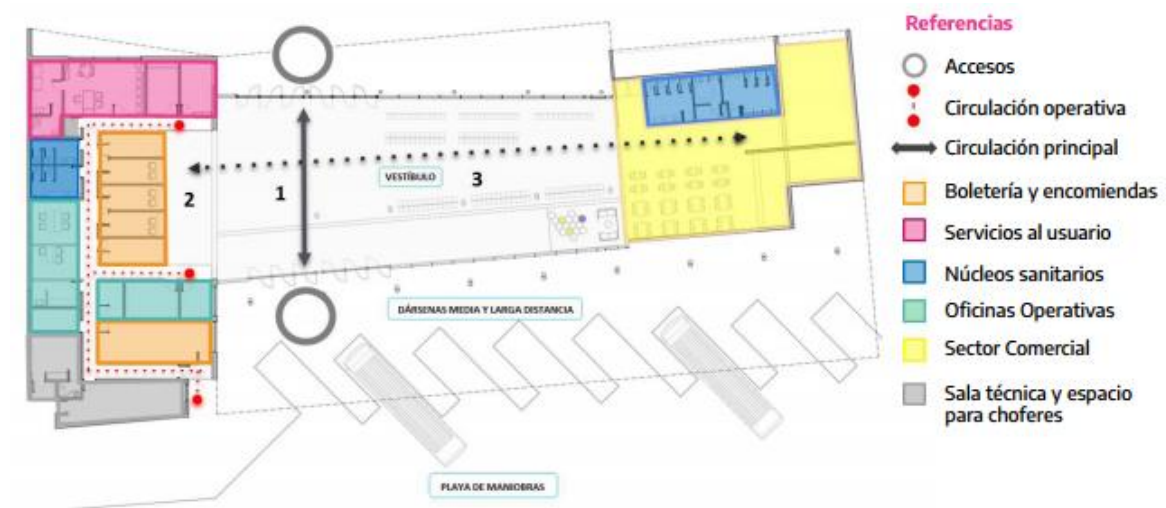 Referencias
Accesos
Circulación operativa
Circulación principal
Boletería y encomiendas
Servicios al usuario
Núcleos sanitarios
Oficinas Operativas
Sector Comercial
Sala técnica y espacio
para choferes
2
1
VESTÍBULO
3
DÁRSENAS MEDIA Y LARGA DISTANCIA
PLAYA DE MANIOBRAS